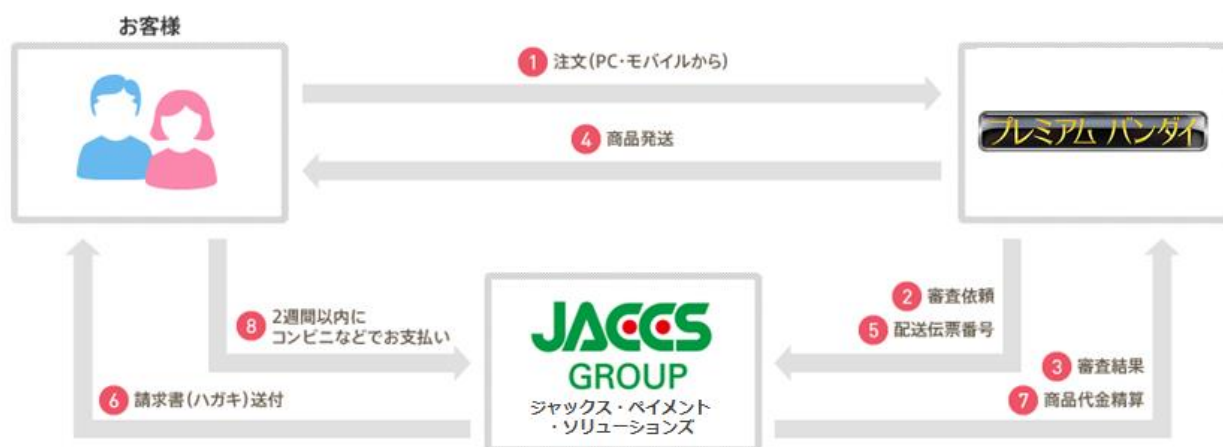 お客様
1 注文(PC・モバイルから)
プレミアム バンダイ
4 商品発送
2 審査依頼
5 配送伝票番号
8 2週間以内に
コンビニなどでお支払い
3 審査結果
7 商品代金精算
6 請求書(ハガキ)送付
JACCS
GROUP
ジャックス・ペイメント
・ソリューションズ